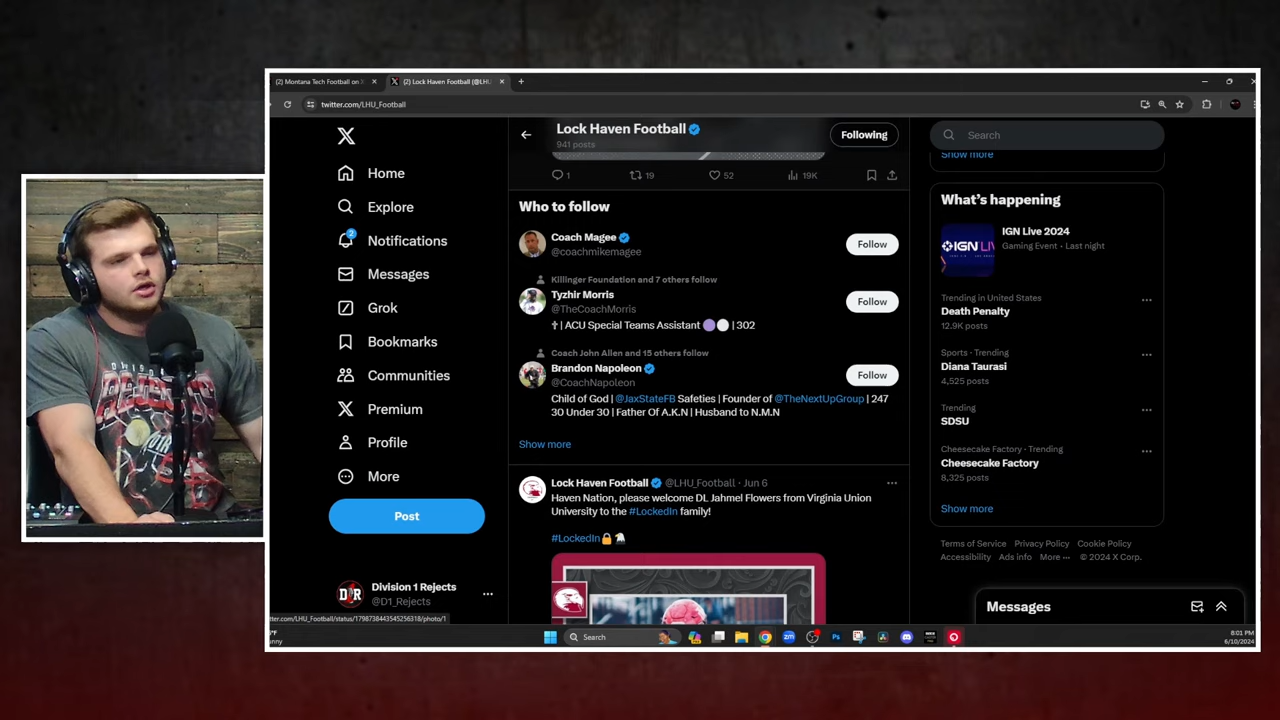 (2) Montana Tech Football on X
(2) Lock Haven Football (@LHU_
twitter.com/LHU_Football
Home
Explore
2
Notifications
Messages
Grok
Bookmarks
Communities
Premium
Profile
More
Post
Division 1 Rejects
@D1_Rejects
Lock Haven Football
941 posts
Following
1
19
52
19K
Who to follow
Coach Magee
@coachmikemagee
Follow
Killinger Foundation and 7 others follow
Tyzhir Morris
@TheCoachMorris
Follow
✝ | ACU Special Teams Assistant 🟣⚪ | 302
Coach John Allen and 15 others follow
Brandon Napoleon
@CoachNapoleon
Follow
Child of God | @JaxStateFB Safeties | Founder of @TheNextUpGroup | 247
30 Under 30 | Father Of A.K.N | Husband to N.M.N
Show more
Lock Haven Football @LHU_Football · Jun 6
Haven Nation, please welcome DL Jahmel Flowers from Virginia Union
University to the #LockedIn family!
#LockedIn🔒
Search
Show more
What's happening
IGN LIV
IGN Live 2024
Gaming Event · Last night
Trending in United States
Death Penalty
12.9K posts
Sports · Trending
Diana Taurasi
4,525 posts
Trending
SDSU
Cheesecake Factory · Trending
Cheesecake Factory
8,325 posts
Show more
Terms of Service Privacy Policy Cookie Policy
Accessibility Ads info More ··· © 2024 X Corp.
Messages
Search
8:01 PM
6/10/2024